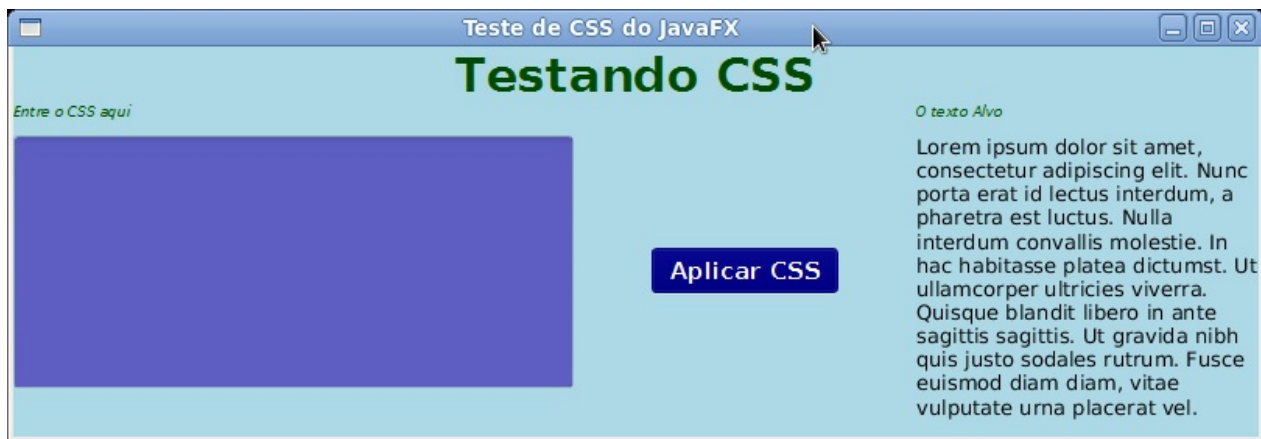 Teste de CSS do JavaFX
Testando CSS
Entre o CSS aqui
O texto Alvo
Aplicar CSS
Lorem ipsum dolor sit amet,
consectetur adipiscing elit. Nunc
porta erat id lectus interdum, a
pharetra est luctus. Nulla
interdum convallis molestie. In
hac habitasse platea dictumst. Ut
ullamcorper ultricies viverra.
Quisque blandit libero in ante
sagittis sagittis. Ut gravida nibh
quis justo sodales rutrum. Fusce
euismod diam diam, vitae
vulputate urna placerat vel.